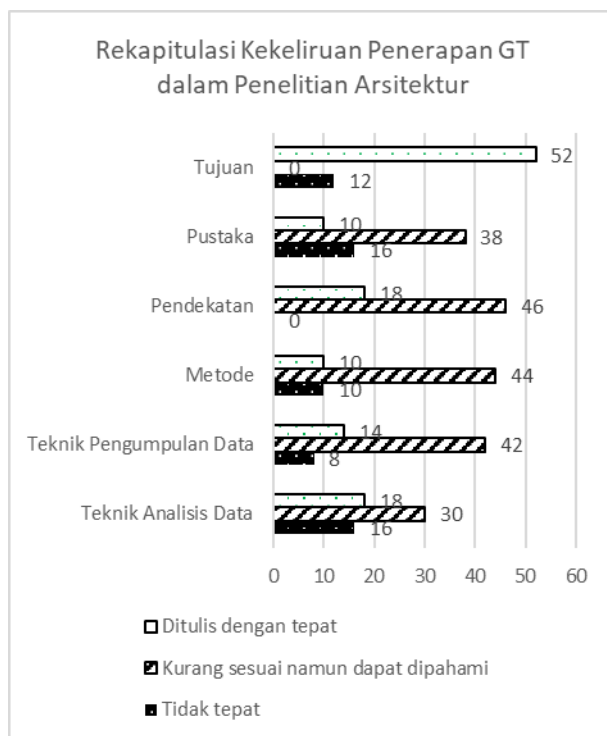 Rekapitulasi Kekeliruan Penerapan GT
dalam Penelitian Arsitektur
Tujuan
52
0
12
Pustaka
10
38
16
Pendekatan
18
46
0
Metode
10
44
10
Teknik Pengumpulan Data
14
42
8
Teknik Analisis Data
18
30
16
0 10 20 30 40 50 60
Ditulis dengan tepat
Kurang sesuai namun dapat dipahami
Tidak tepat